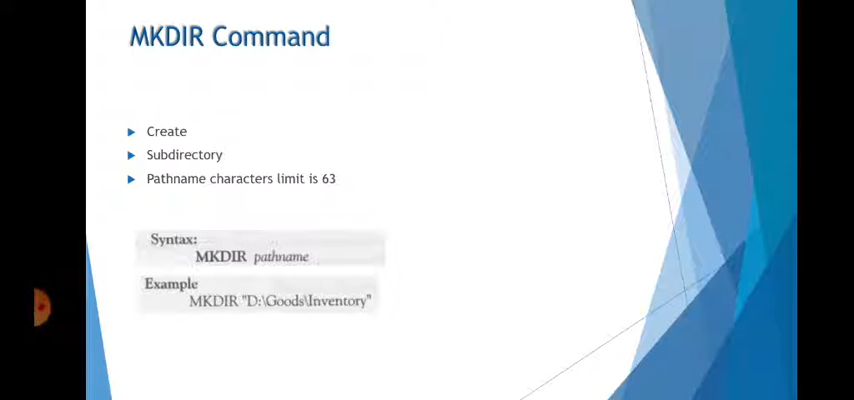 MKDIR Command
Create
Subdirectory
Pathname characters limit is 63
Syntax:
MKDIR pathname
Example
MKDIR "D:\Goods\Inventory"